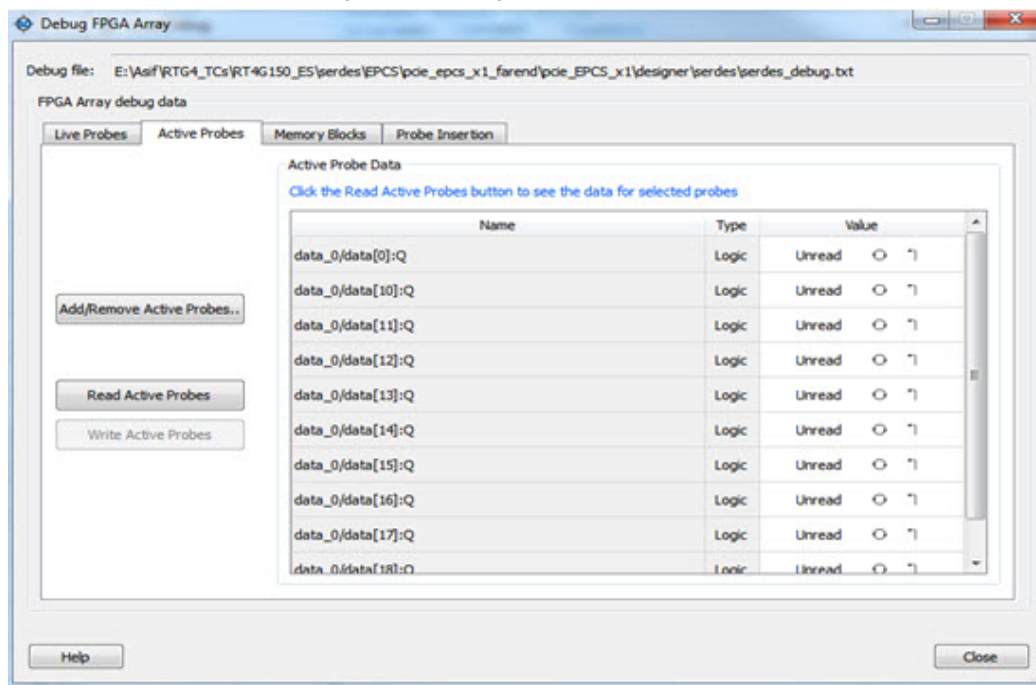 Debug FPGA Array
Debug file: E:\Asif\RTG4_TCs\RT4G150_ES\serdes\EPCS\pcie_epcs_x1_farend\pcie_EPCS_x1\designer\serdes\serdes_debug.txt
FPGA Array debug data
Live Probes Active Probes Memory Blocks Probe Insertion
Active Probe Data
Click the Read Active Probes button to see the data for selected probes
Name Type Value
data_0/data[0]:Q Logic Unread
data_0/data[10]:Q Logic Unread
Add/Remove Active Probes..
data_0/data[11]:Q Logic Unread
data_0/data[12]:Q Logic Unread
Read Active Probes
data_0/data[13]:Q Logic Unread
Write Active Probes
data_0/data[14]:Q Logic Unread
data_0/data[15]:Q Logic Unread
data_0/data[16]:Q Logic Unread
data_0/data[17]:Q Logic Unread
data_0/data[18]:Q Logic Unread
Help Close